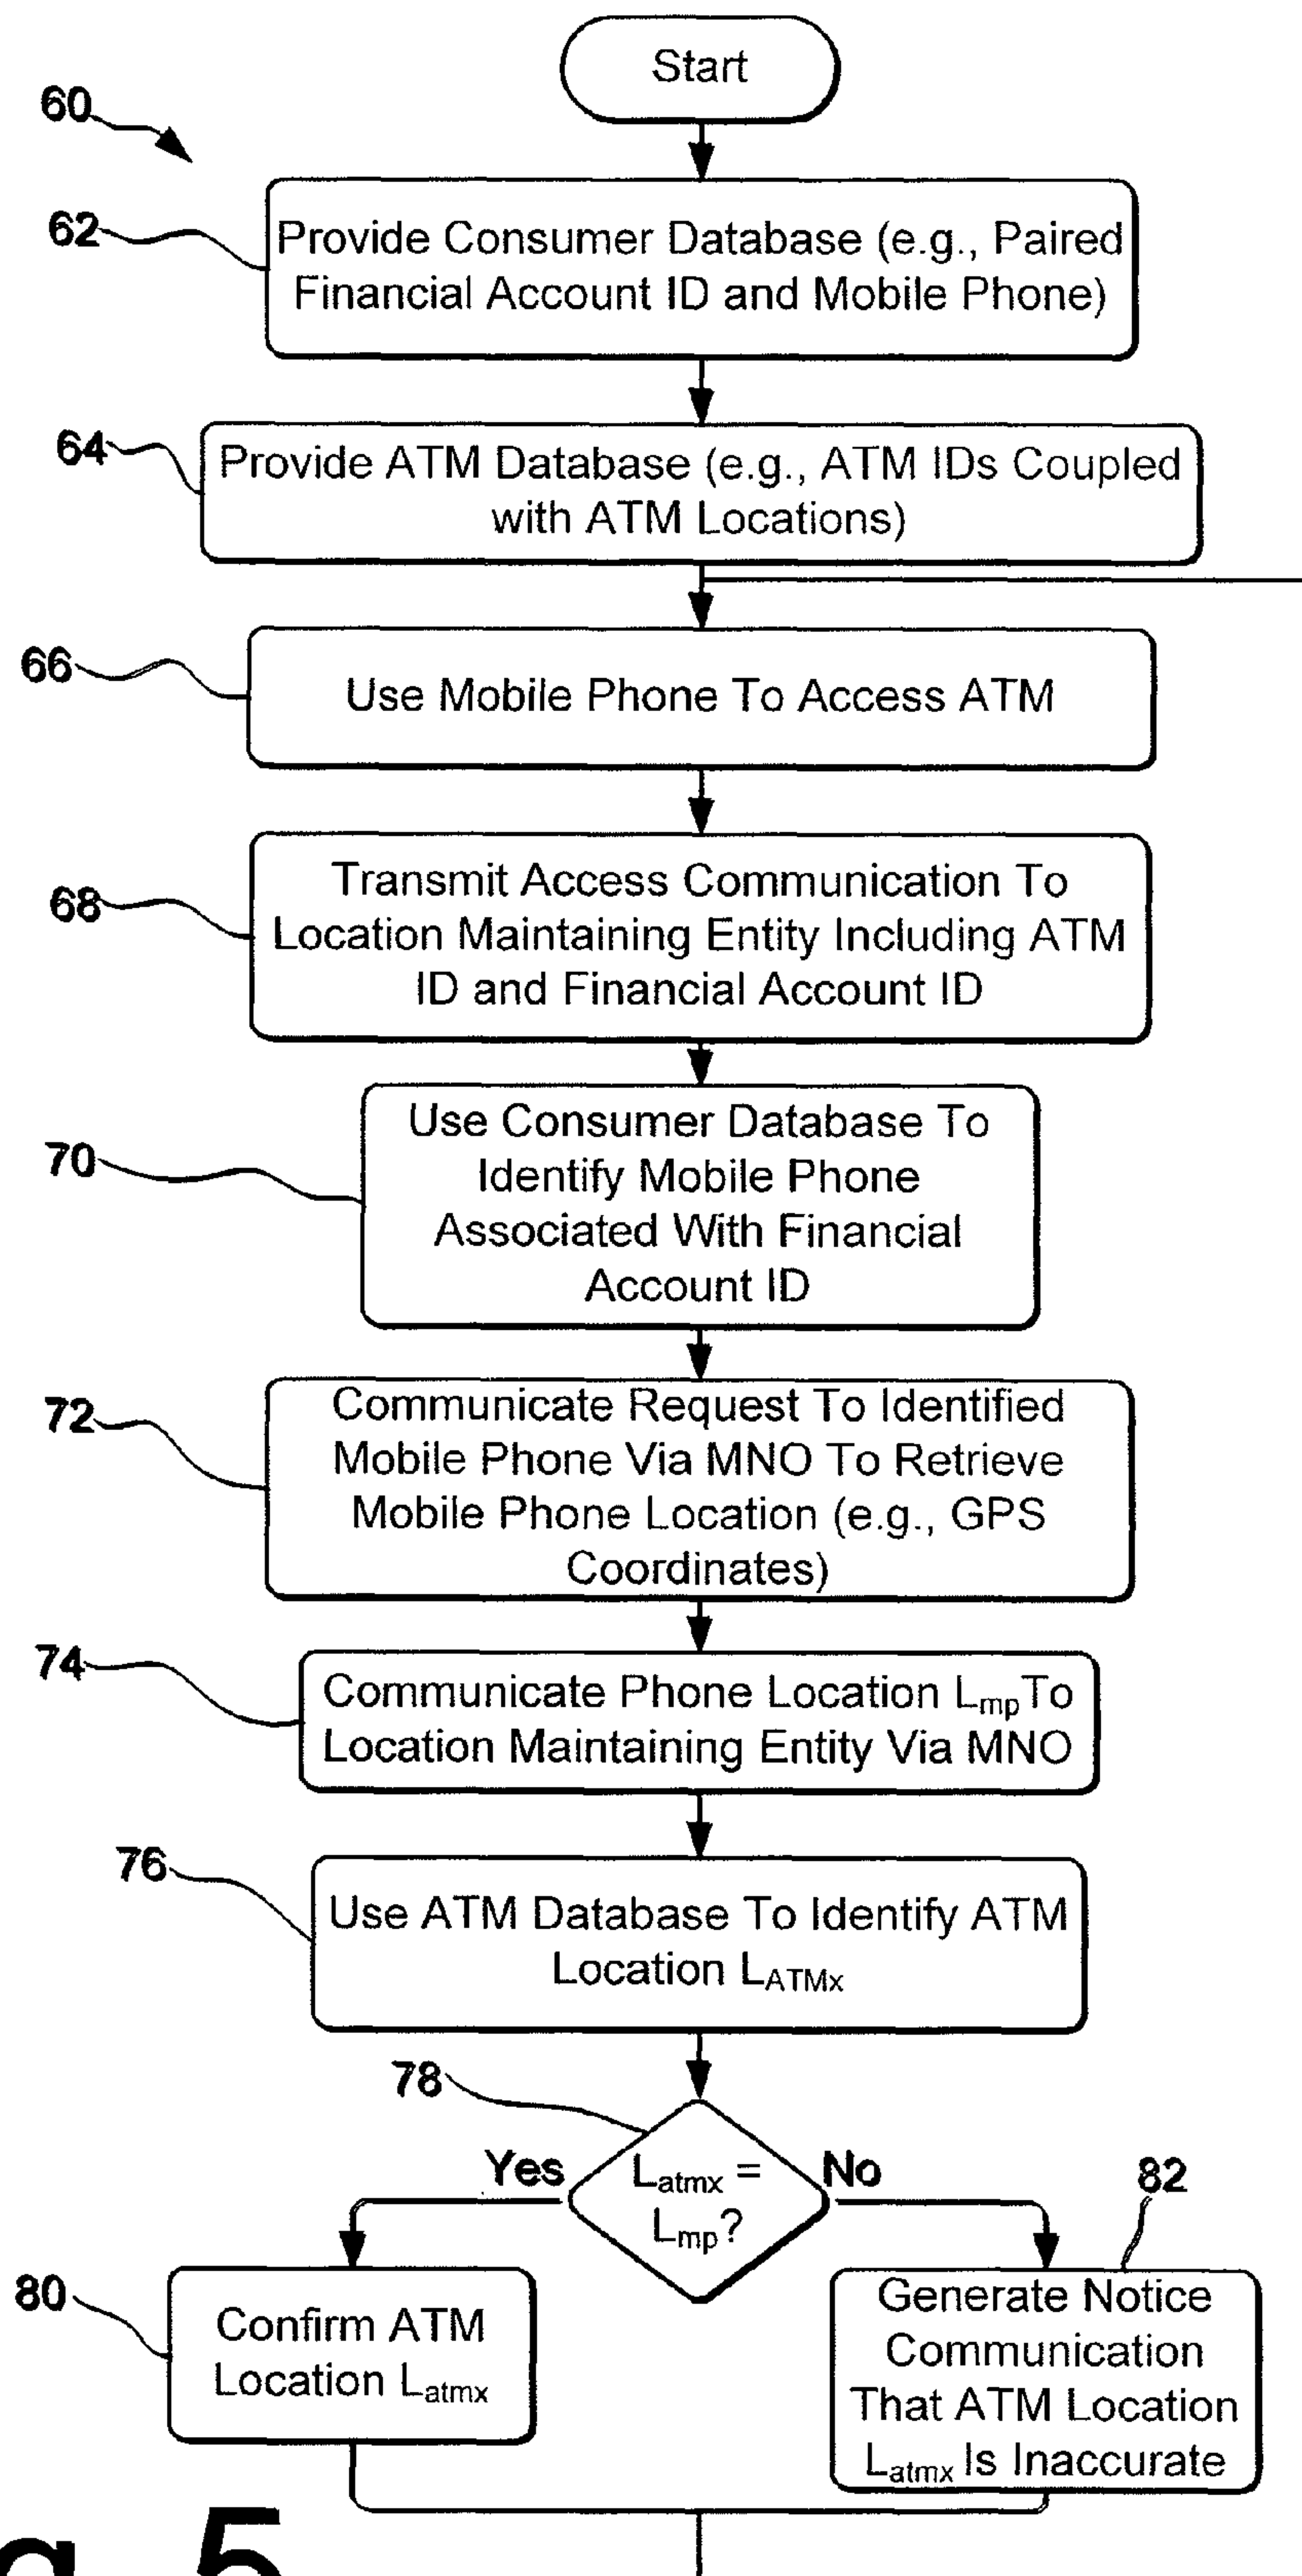 Start
60
62
Provide Consumer Database (e.g., Paired
Financial Account ID and Mobile Phone)
64
Provide ATM Database (e.g., ATM IDs Coupled
with ATM Locations)
66
Use Mobile Phone To Access ATM
68
Transmit Access Communication To
Location Maintaining Entity Including ATM
ID and Financial Account ID
70
Use Consumer Database To
Identify Mobile Phone
Associated With Financial
Account ID
72
Communicate Request To Identified
Mobile Phone Via MNO To Retrieve
Mobile Phone Location (e.g., GPS
Coordinates)
74
Communicate Phone Location Lmp To
Location Maintaining Entity Via MNO
76
Use ATM Database To Identify ATM
Location LATMx
78
Yes
Latmx =
Lmp?
No
82
80
Confirm ATM
Location Latmx
Generate Notice
Communication
That ATM Location
Latmx Is Inaccurate
g. 5